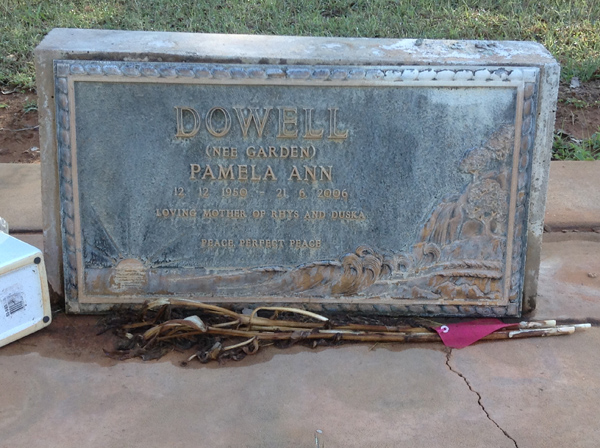 DOWELL
(NEE GARDEN)
PAMELA ANN
12. 12. 1950 - 21. 6. 2006
LOVING MOTHER OF RHYS AND DUSKA
PEACE PERFECT PEACE